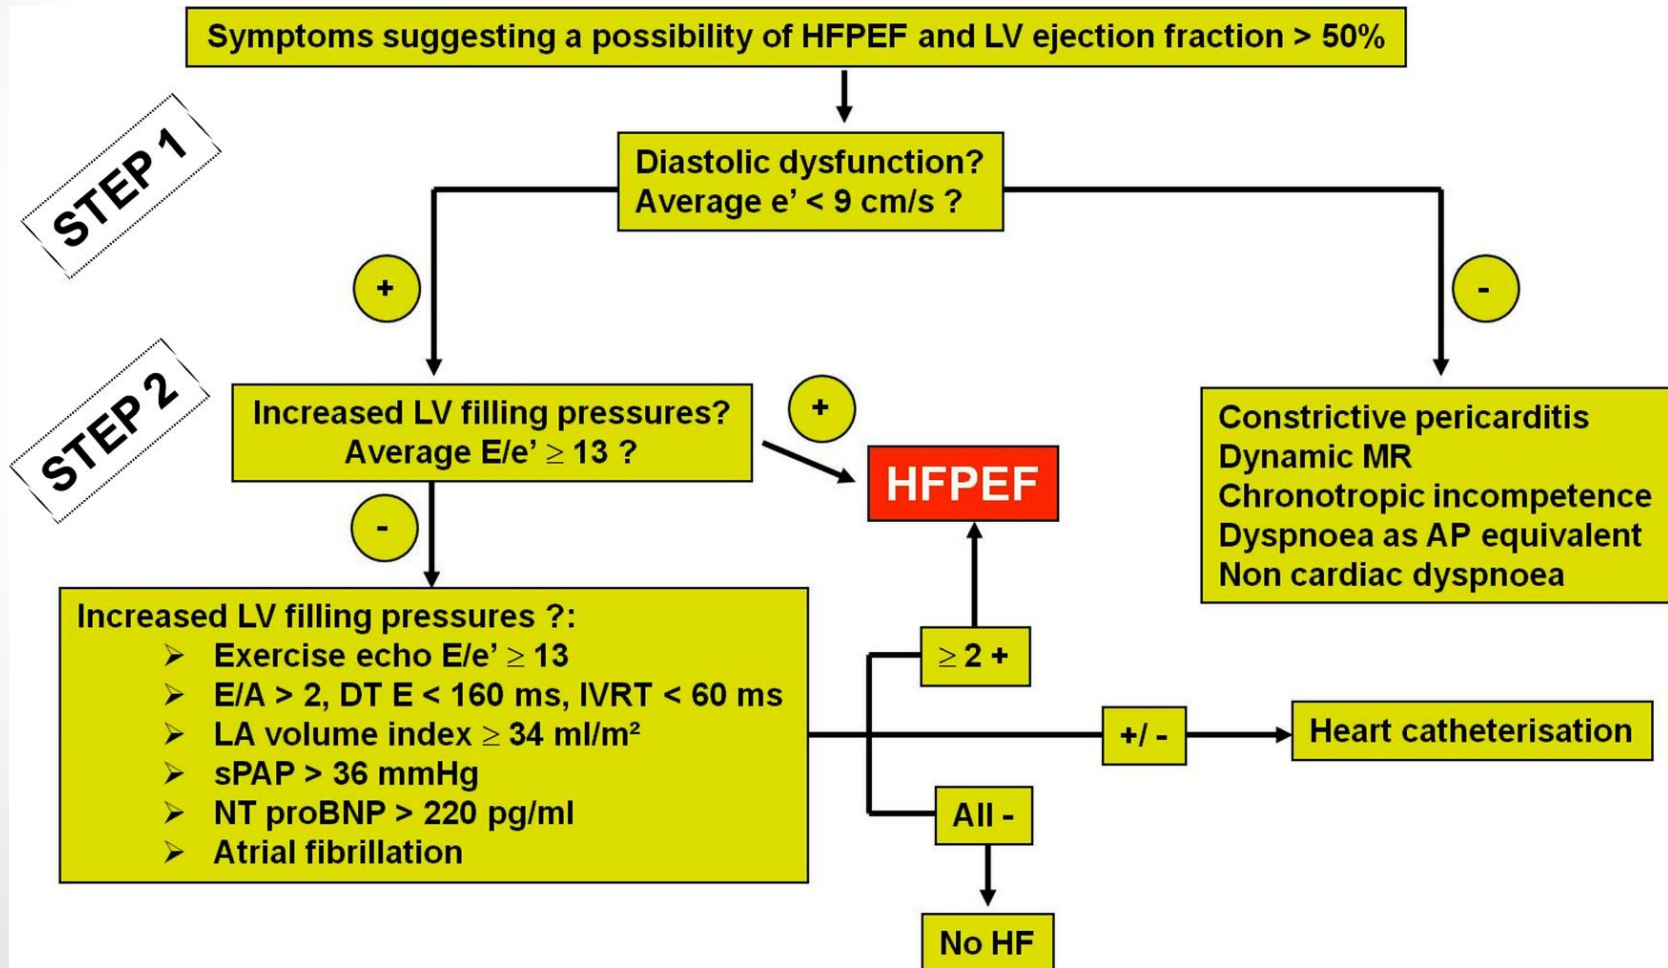 Symptoms suggesting a possibility of HFPEF and LV ejection fraction > 50%
STEP 1
Diastolic dysfunction?
Average e’ < 9 cm/s ?
+
-
STEP 2
Increased LV filling pressures?
Average E/e’ ≥ 13 ?
+
HFPEF
-
Constrictive pericarditis
Dynamic MR
Chronotropic incompetence
Dyspnoea as AP equivalent
Non cardiac dyspnoea
Increased LV filling pressures ?:
➢ Exercise echo E/e’ ≥ 13
➢ E/A > 2, DT E < 160 ms, IVRT < 60 ms
➢ LA volume index ≥ 34 ml/m²
➢ sPAP > 36 mmHg
➢ NT proBNP > 220 pg/ml
➢ Atrial fibrillation
≥ 2 +
+/ -
Heart catheterisation
All -
No HF